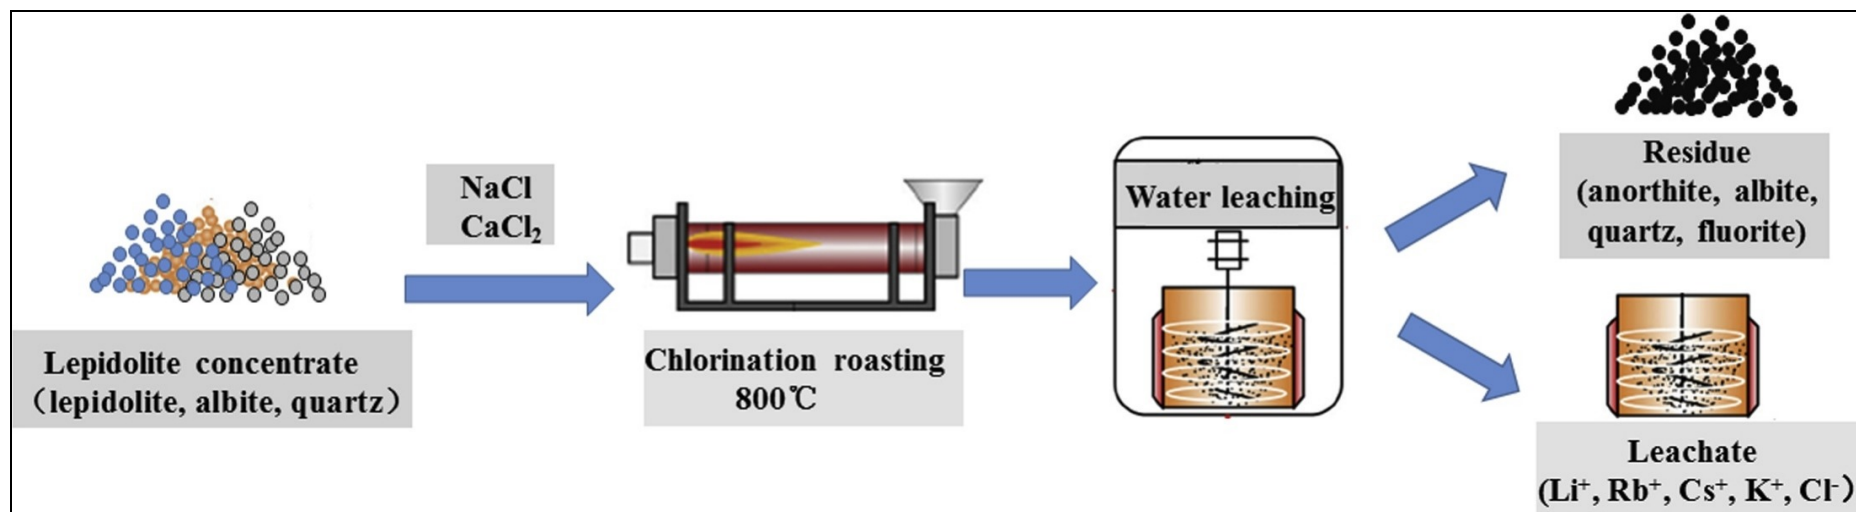 Lepidolite concentrate
（lepidolite, albite, quartz）
NaCl
CaCl₂
Chlorination roasting
800℃
Water leaching
Residue
(anorthite, albite,
quartz, fluorite)
Leachate
(Li⁺, Rb⁺, Cs⁺, K⁺, Cl⁻)